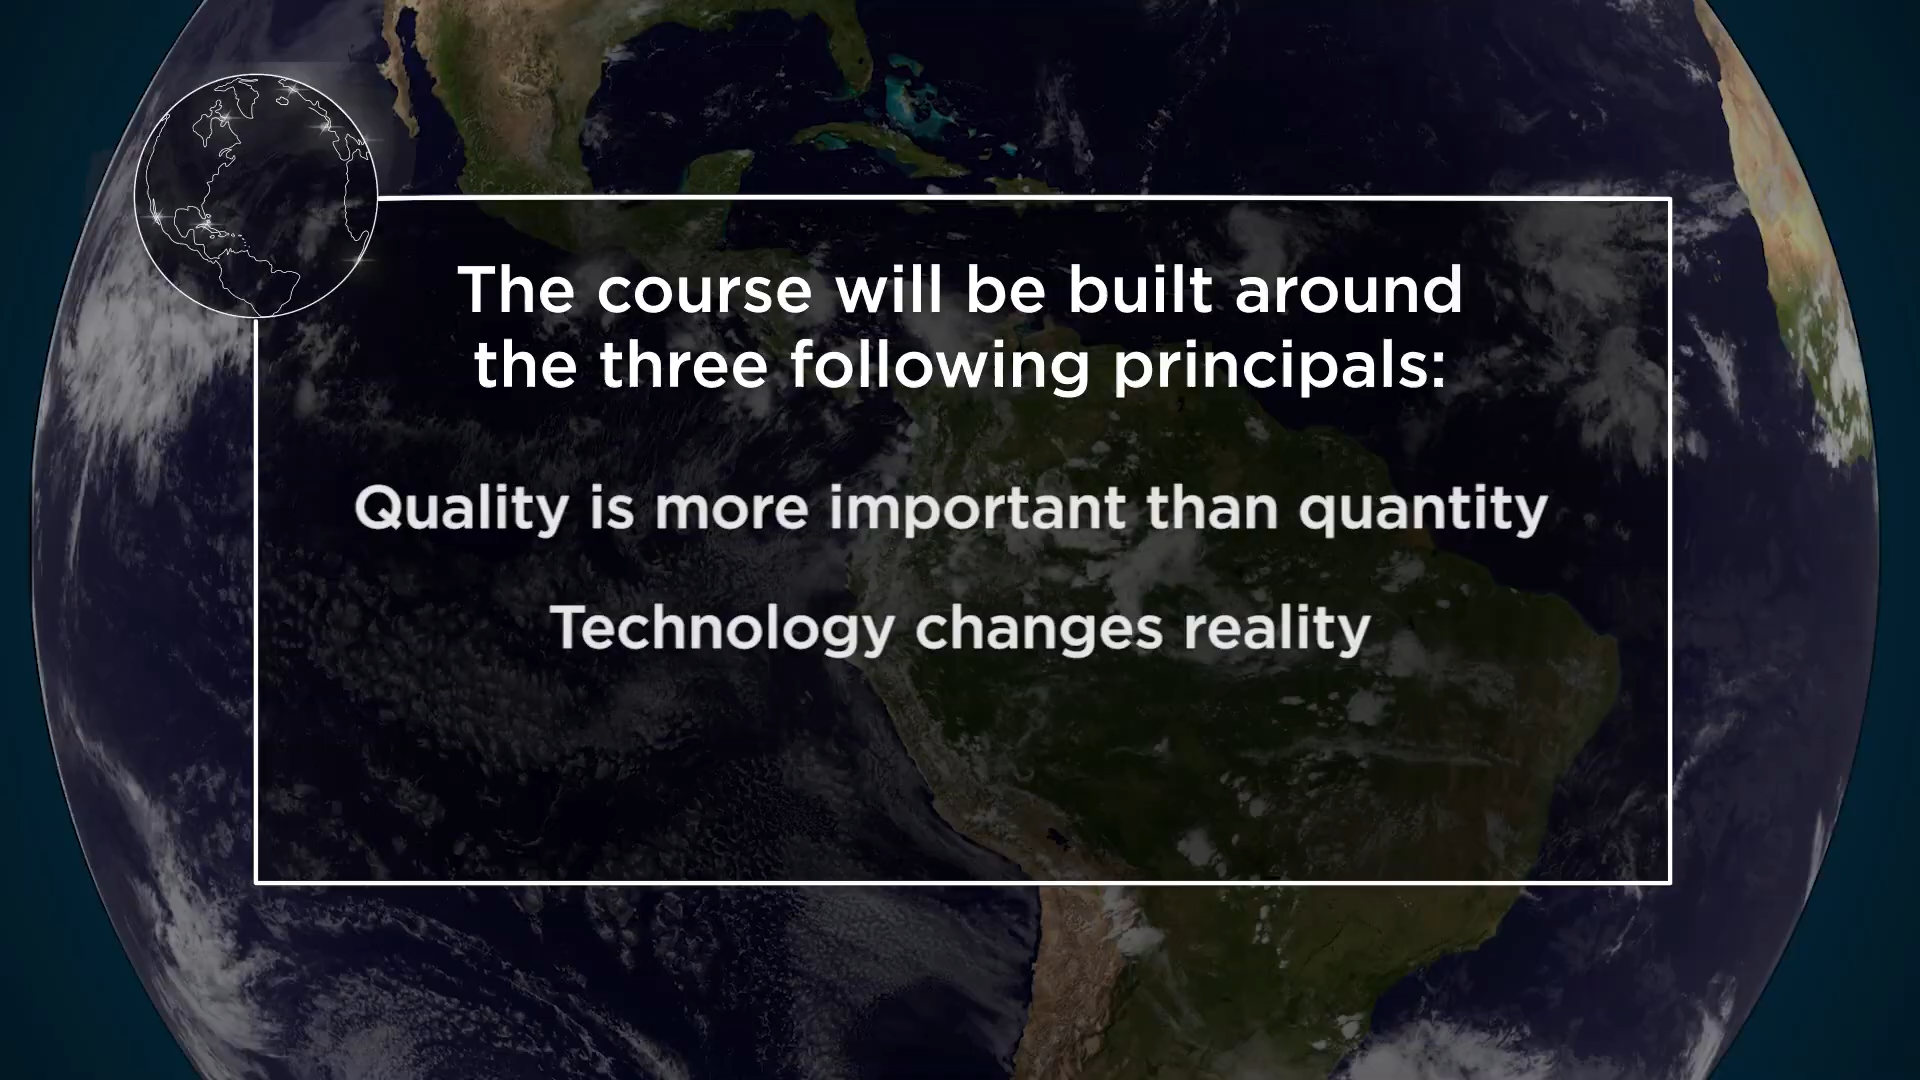 The course will be built around
the three following principals:
Quality is more important than quantity
Technology changes reality